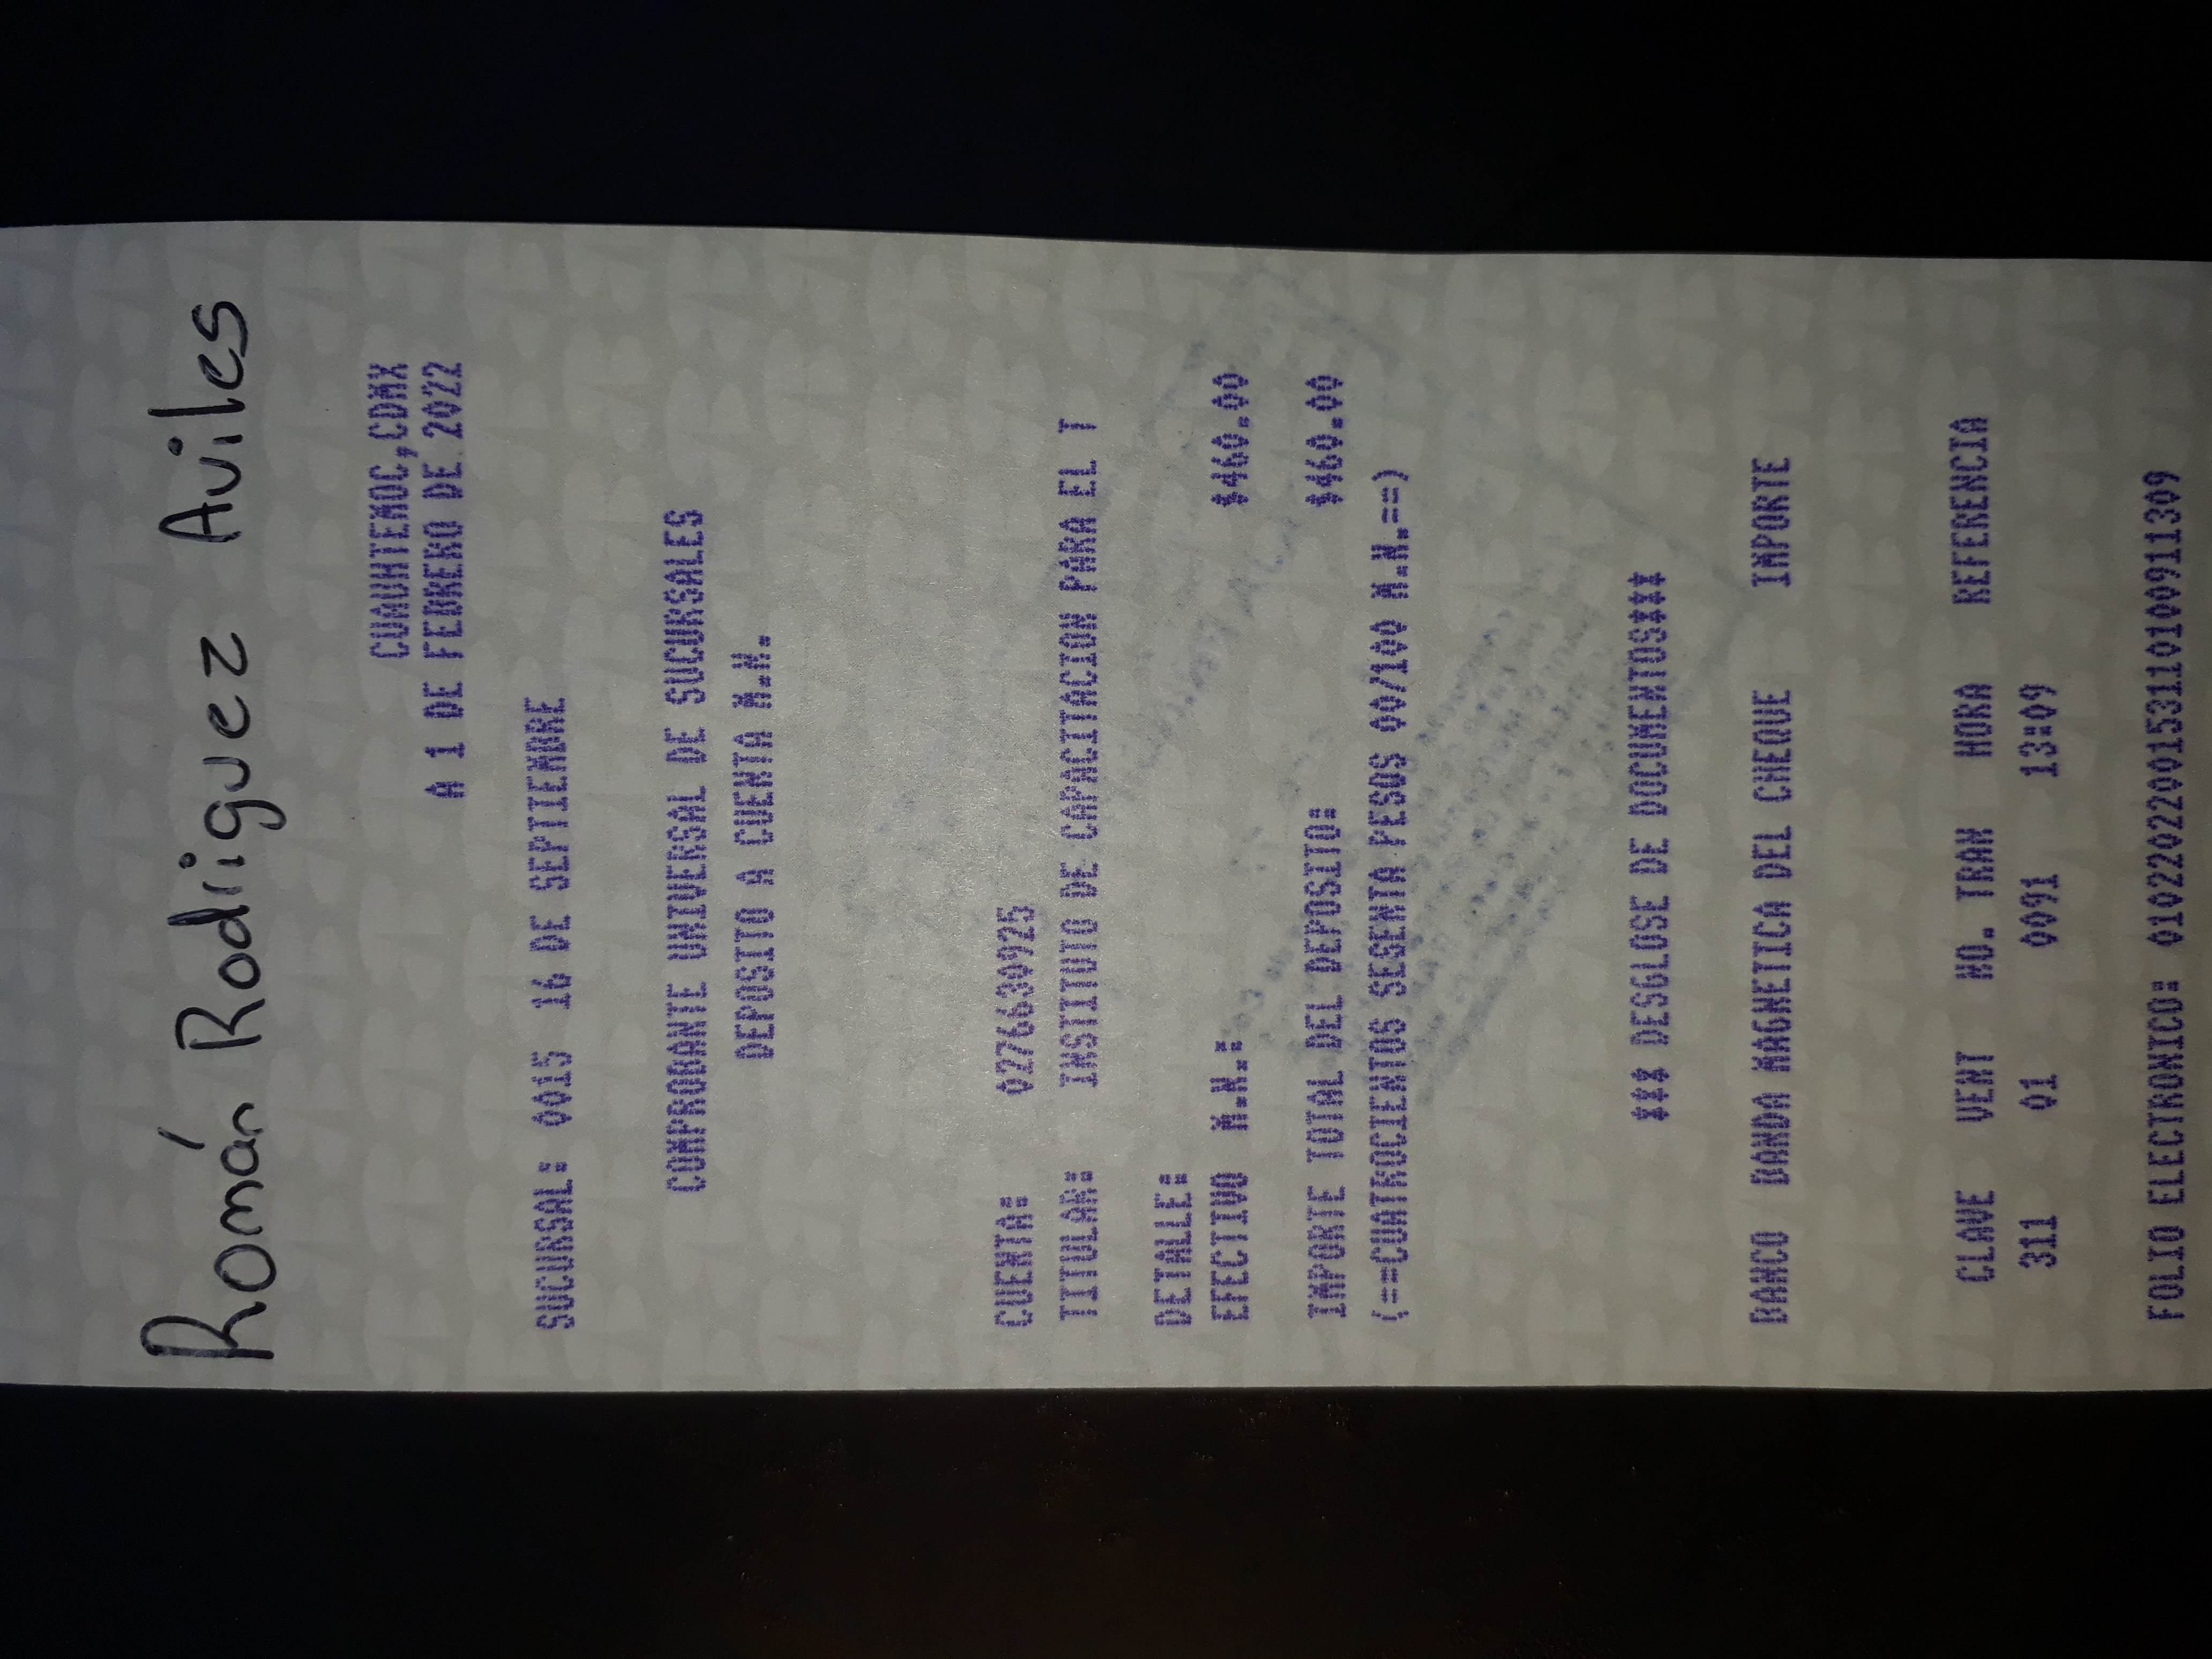 Román Rodriguez Aviles
CUAUHTEMOC,CDMX
A 1 DE FEBRERO DE 2022
SUCURSAL: 0015 16 DE SEPTIEMBRE
COMPROBANTE UNIVERSAL DE SUCURSALES
DEPOSITO A CUENTA M.N.
CUENTA: 0276630925
TITULAR: INSTITUTO DE CAPACITACION PARA EL T
DETALLE:
EFECTIVO M.N.: $460.00
IMPORTE TOTAL DEL DEPOSITO: $460.00
(==CUATROCIENTOS SESENTA PESOS 00/100 M.N.==)
*** DESGLOSE DE DOCUMENTOS***
BANCO BANDA MAGNETICA DEL CHEQUE IMPORTE
CLAVE VENT NO. TRAN HORA REFERENCIA
311 01 0091 13:09
FOLIO ELECTRONICO: 010220220015311010091​1309